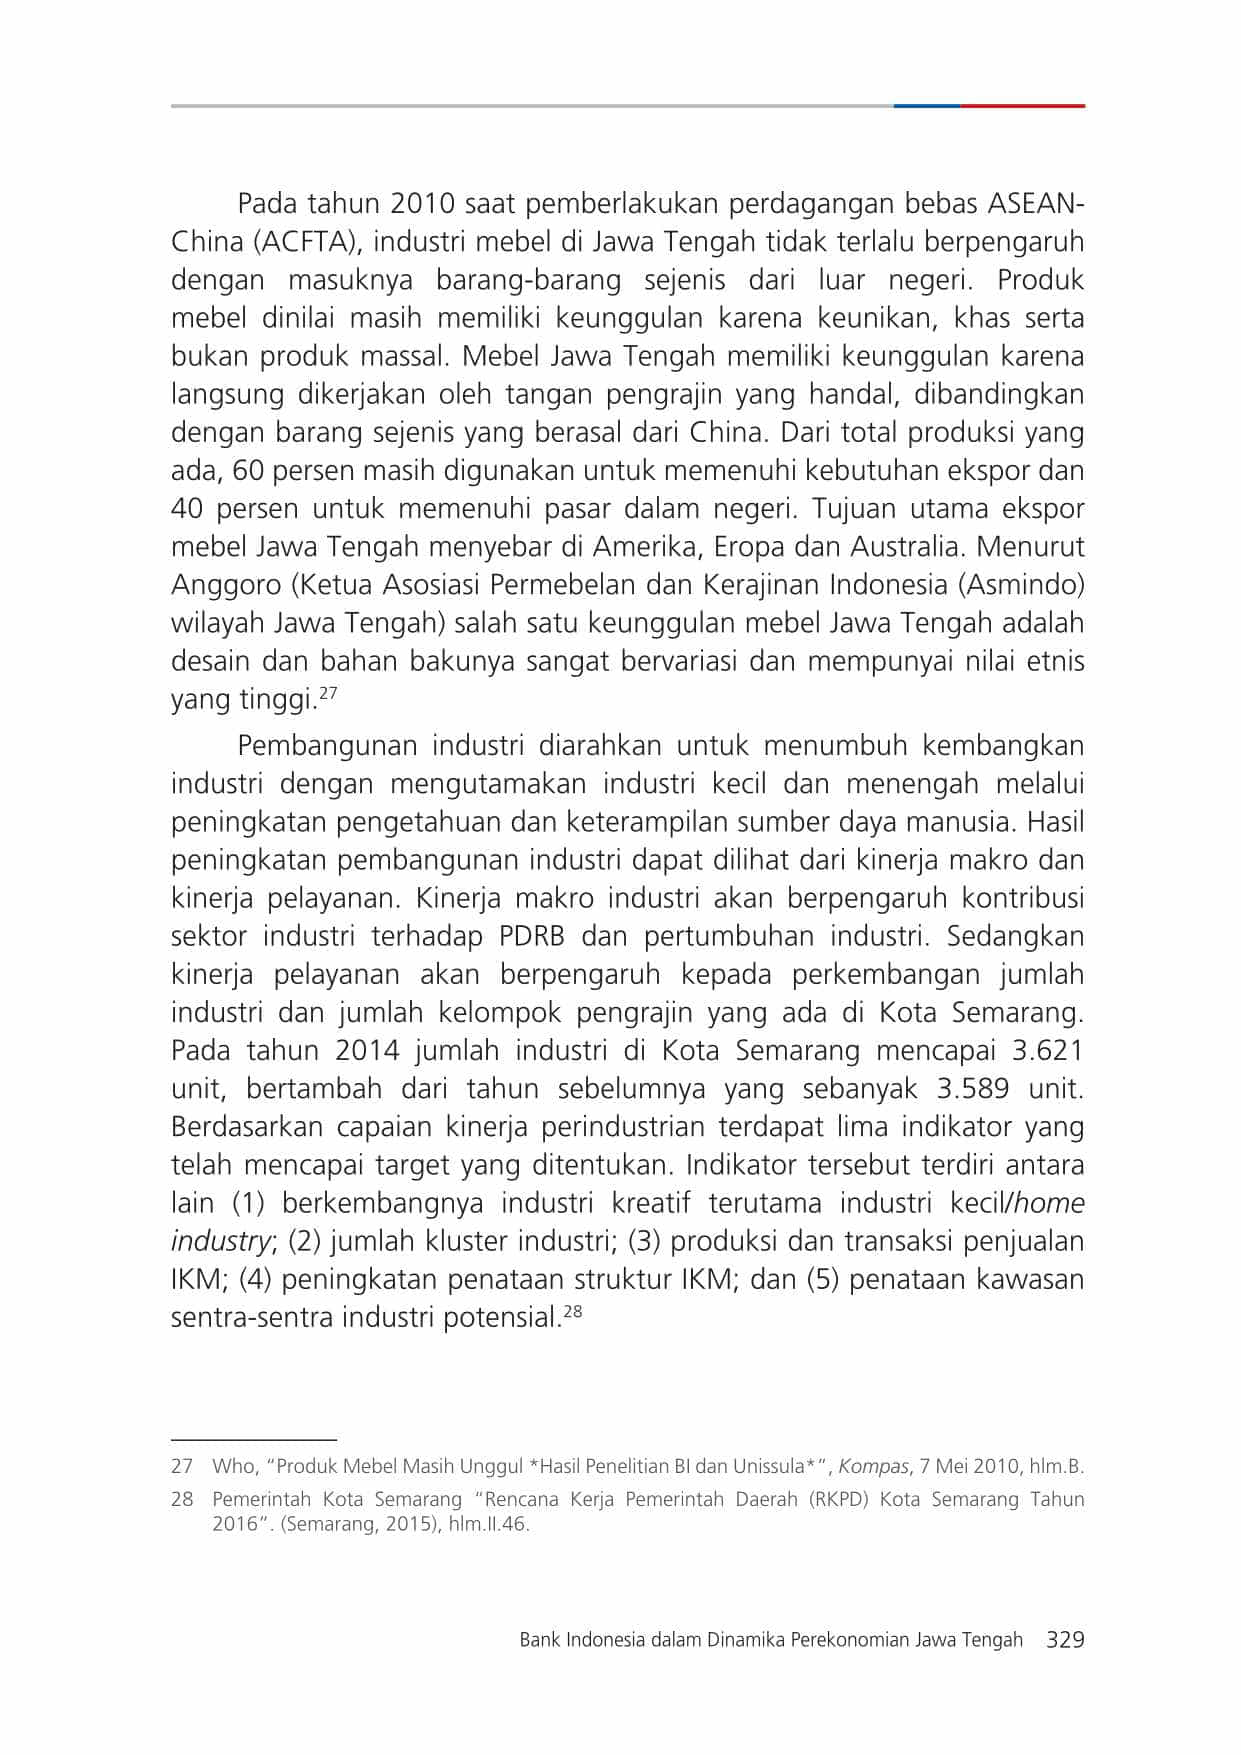 Pada tahun 2010 saat pemberlakukan perdagangan bebas ASEAN-
China (ACFTA), industri mebel di Jawa Tengah tidak terlalu berpengaruh
dengan masuknya barang-barang sejenis dari luar negeri. Produk
mebel dinilai masih memiliki keunggulan karena keunikan, khas serta
bukan produk massal. Mebel Jawa Tengah memiliki keunggulan karena
langsung dikerjakan oleh tangan pengrajin yang handal, dibandingkan
dengan barang sejenis yang berasal dari China. Dari total produksi yang
ada, 60 persen masih digunakan untuk memenuhi kebutuhan ekspor dan
40 persen untuk memenuhi pasar dalam negeri. Tujuan utama ekspor
mebel Jawa Tengah menyebar di Amerika, Eropa dan Australia. Menurut
Anggoro (Ketua Asosiasi Permebelan dan Kerajinan Indonesia (Asmindo)
wilayah Jawa Tengah) salah satu keunggulan mebel Jawa Tengah adalah
desain dan bahan bakunya sangat bervariasi dan mempunyai nilai etnis
yang tinggi.27
Pembangunan industri diarahkan untuk menumbuh kembangkan
industri dengan mengutamakan industri kecil dan menengah melalui
peningkatan pengetahuan dan keterampilan sumber daya manusia. Hasil
peningkatan pembangunan industri dapat dilihat dari kinerja makro dan
kinerja pelayanan. Kinerja makro industri akan berpengaruh kontribusi
sektor industri terhadap PDRB dan pertumbuhan industri. Sedangkan
kinerja pelayanan akan berpengaruh kepada perkembangan jumlah
industri dan jumlah kelompok pengrajin yang ada di Kota Semarang.
Pada tahun 2014 jumlah industri di Kota Semarang mencapai 3.621
unit, bertambah dari tahun sebelumnya yang sebanyak 3.589 unit.
Berdasarkan capaian kinerja perindustrian terdapat lima indikator yang
telah mencapai target yang ditentukan. Indikator tersebut terdiri antara
lain (1) berkembangnya industri kreatif terutama industri kecil/home
industry; (2) jumlah kluster industri; (3) produksi dan transaksi penjualan
IKM; (4) peningkatan penataan struktur IKM; dan (5) penataan kawasan
sentra-sentra industri potensial.28
27 Who, “Produk Mebel Masih Unggul *Hasil Penelitian BI dan Unissula*”, Kompas, 7 Mei 2010, hlm.B.
28 Pemerintah Kota Semarang “Rencana Kerja Pemerintah Daerah (RKPD) Kota Semarang Tahun
2016”. (Semarang, 2015), hlm.II.46.
Bank Indonesia dalam Dinamika Perekonomian Jawa Tengah 329